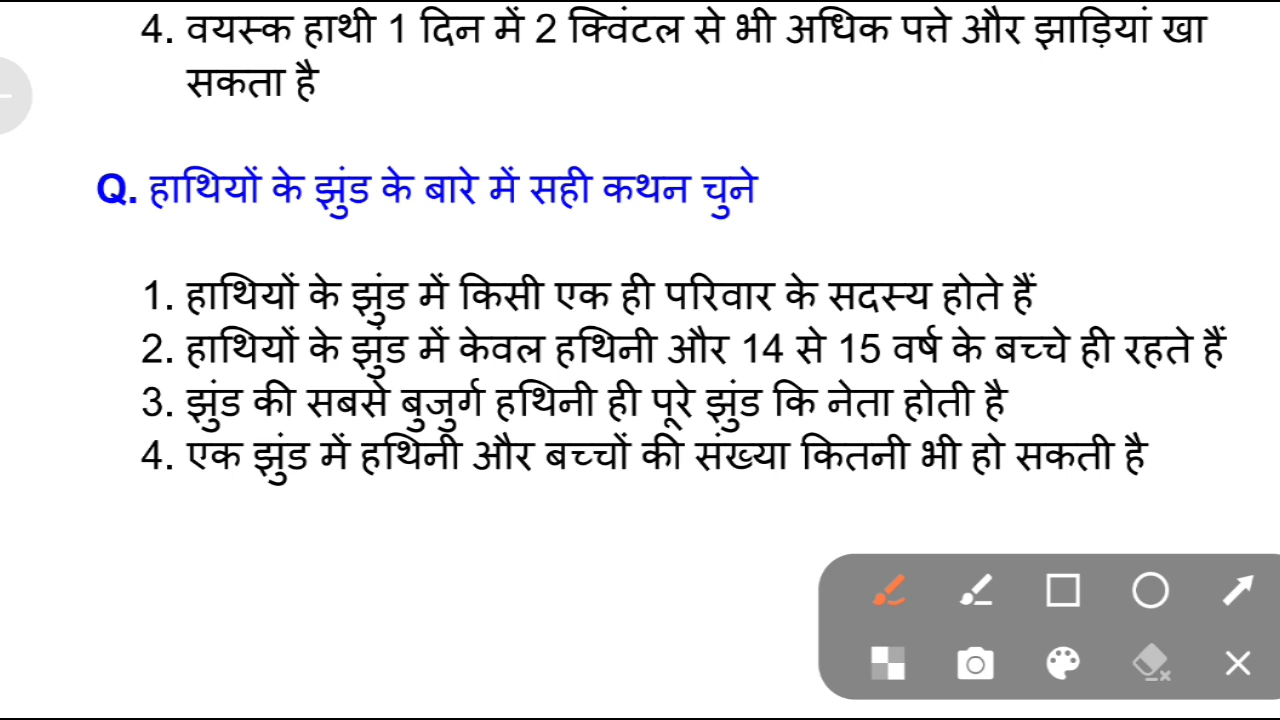 4. वयस्क हाथी 1 दिन में 2 क्विंटल से भी अधिक पत्ते और झाड़ियां खा
सकता है
Q. हाथियों के झुंड के बारे में सही कथन चुने
1. हाथियों के झुंड में किसी एक ही परिवार के सदस्य होते हैं
2. हाथियों के झुंड में केवल हथिनी और 14 से 15 वर्ष के बच्चे ही रहते हैं
3. झुंड की सबसे बुजुर्ग हथिनी ही पूरे झुंड कि नेता होती है
4. एक झुंड में हथिनी और बच्चों की संख्या कितनी भी हो सकती है